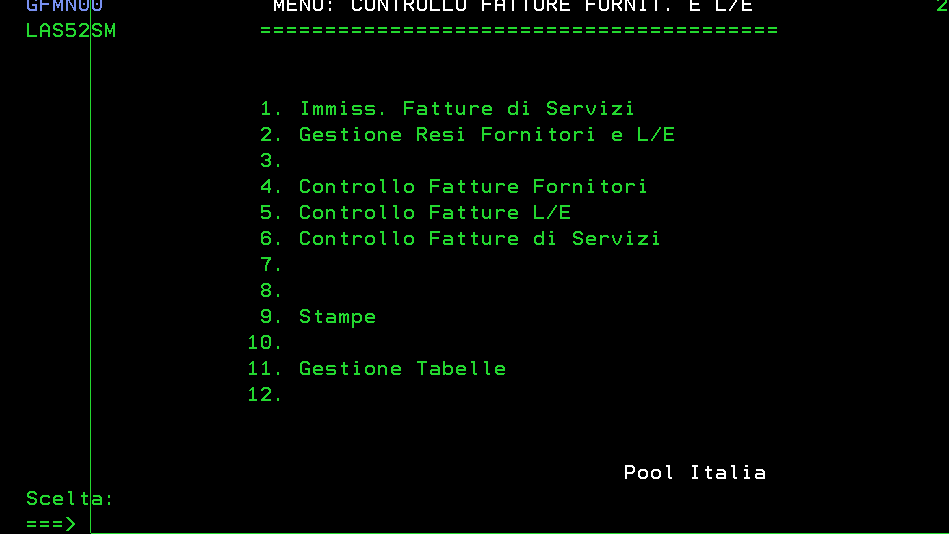 GFMN00 MENU: CONTROLLO FATTURE FORNIT. E L/E 2
LAS52SM ========================================
1. Immiss. Fatture di Servizi
2. Gestione Resi Fornitori e L/E
3.
4. Controllo Fatture Fornitori
5. Controllo Fatture L/E
6. Controllo Fatture di Servizi
7.
8.
9. Stampe
10.
11. Gestione Tabelle
12.
Pool Italia
Scelta:
===>